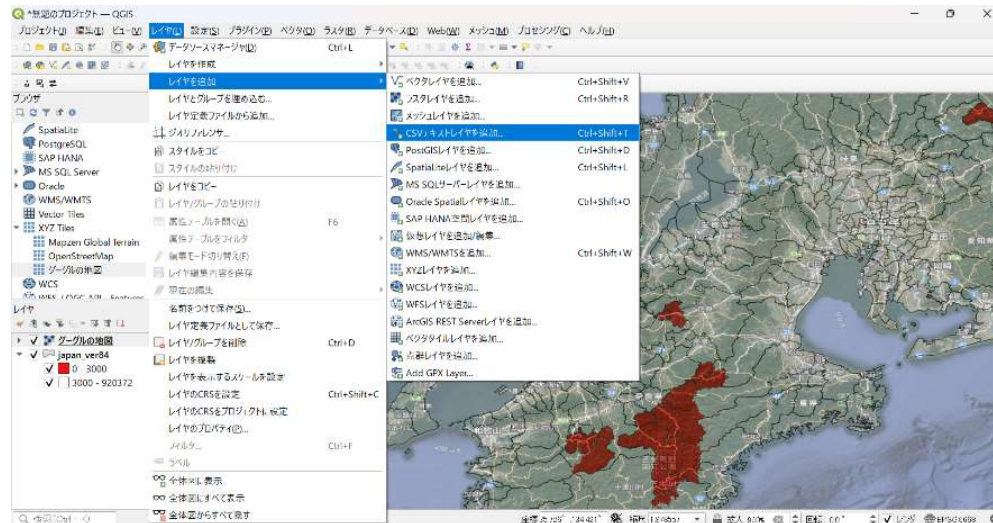 *無題のプロジェクト — QGIS
プロジェクト(J) 編集(E) ビュー(V) レイヤ(L) 設定(S) プラグイン(P) ベクタ(O) ラスタ(R) データベース(D) Web(W) メッシュ(M) プロセシング(C) ヘルプ(H)
データソースマネージャ(D) Ctrl+L
レイヤを作成
レイヤを追加
レイヤとグループを埋め込む...
レイヤ定義ファイルから追加...
ジオリファレンサ...
スタイルをコピー
スタイルの貼り付け
レイヤをコピー
レイヤ/グループの貼り付け
属性テーブルを開く(A) F6
属性テーブルをフィルタ
編集モード切り替え(E)
レイヤ編集内容を保存
現在の編集
名前をつけて保存(S)...
レイヤ定義ファイルとして保存...
レイヤ/グループを削除 Ctrl+D
レイヤを複製
レイヤを表示するスケールを設定
レイヤのCRSを設定 Ctrl+Shift+C
レイヤのCRSをプロジェクトに設定
レイヤのプロパティ(P)...
フィルタ... Ctrl+F
ラベル
全体図に表示
全体図にすべて表示
全体図からすべて隠す
ベクタレイヤを追加... Ctrl+Shift+V
ラスタレイヤを追加... Ctrl+Shift+R
メッシュレイヤを追加...
CSVテキストレイヤを追加... Ctrl+Shift+T
PostGISレイヤを追加... Ctrl+Shift+D
SpatiaLiteレイヤを追加... Ctrl+Shift+L
MS SQLサーバーレイヤを追加...
Oracle Spatialレイヤを追加... Ctrl+Shift+O
SAP HANA空間レイヤを追加...
仮想レイヤを追加/編集...
WMS/WMTSを追加... Ctrl+Shift+W
XYZレイヤを追加...
WCSレイヤを追加...
WFSレイヤを追加...
ArcGIS REST Serverレイヤを追加...
ベクタタイルレイヤを追加...
点群レイヤを追加...
Add GPX Layer...
ブラウザ
SpatiaLite
PostgreSQL
SAP HANA
MS SQL Server
Oracle
WMS/WMTS
Vector Tiles
XYZ Tiles
Mapzen Global Terrain
OpenStreetMap
グーグルの地図
WCS
レイヤ
グーグルの地図
japan_ver84
0 - 3000
3000 - 920372